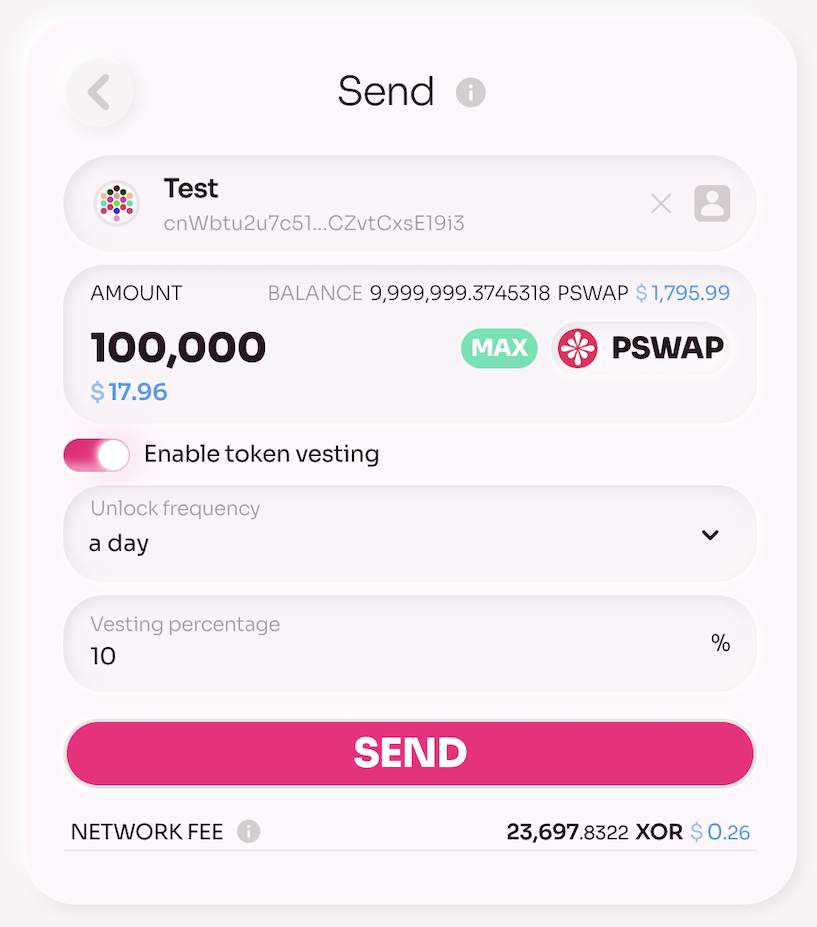 Send
Test
cnWbtu2u7c51...CZvtCxsE19i3
AMOUNT BALANCE 9,999,999.3745318 PSWAP $1,795.99
100,000 MAX PSWAP
$17.96
Enable token vesting
Unlock frequency
a day
Vesting percentage
10 %
SEND
NETWORK FEE 23,697.8322 XOR $0.26